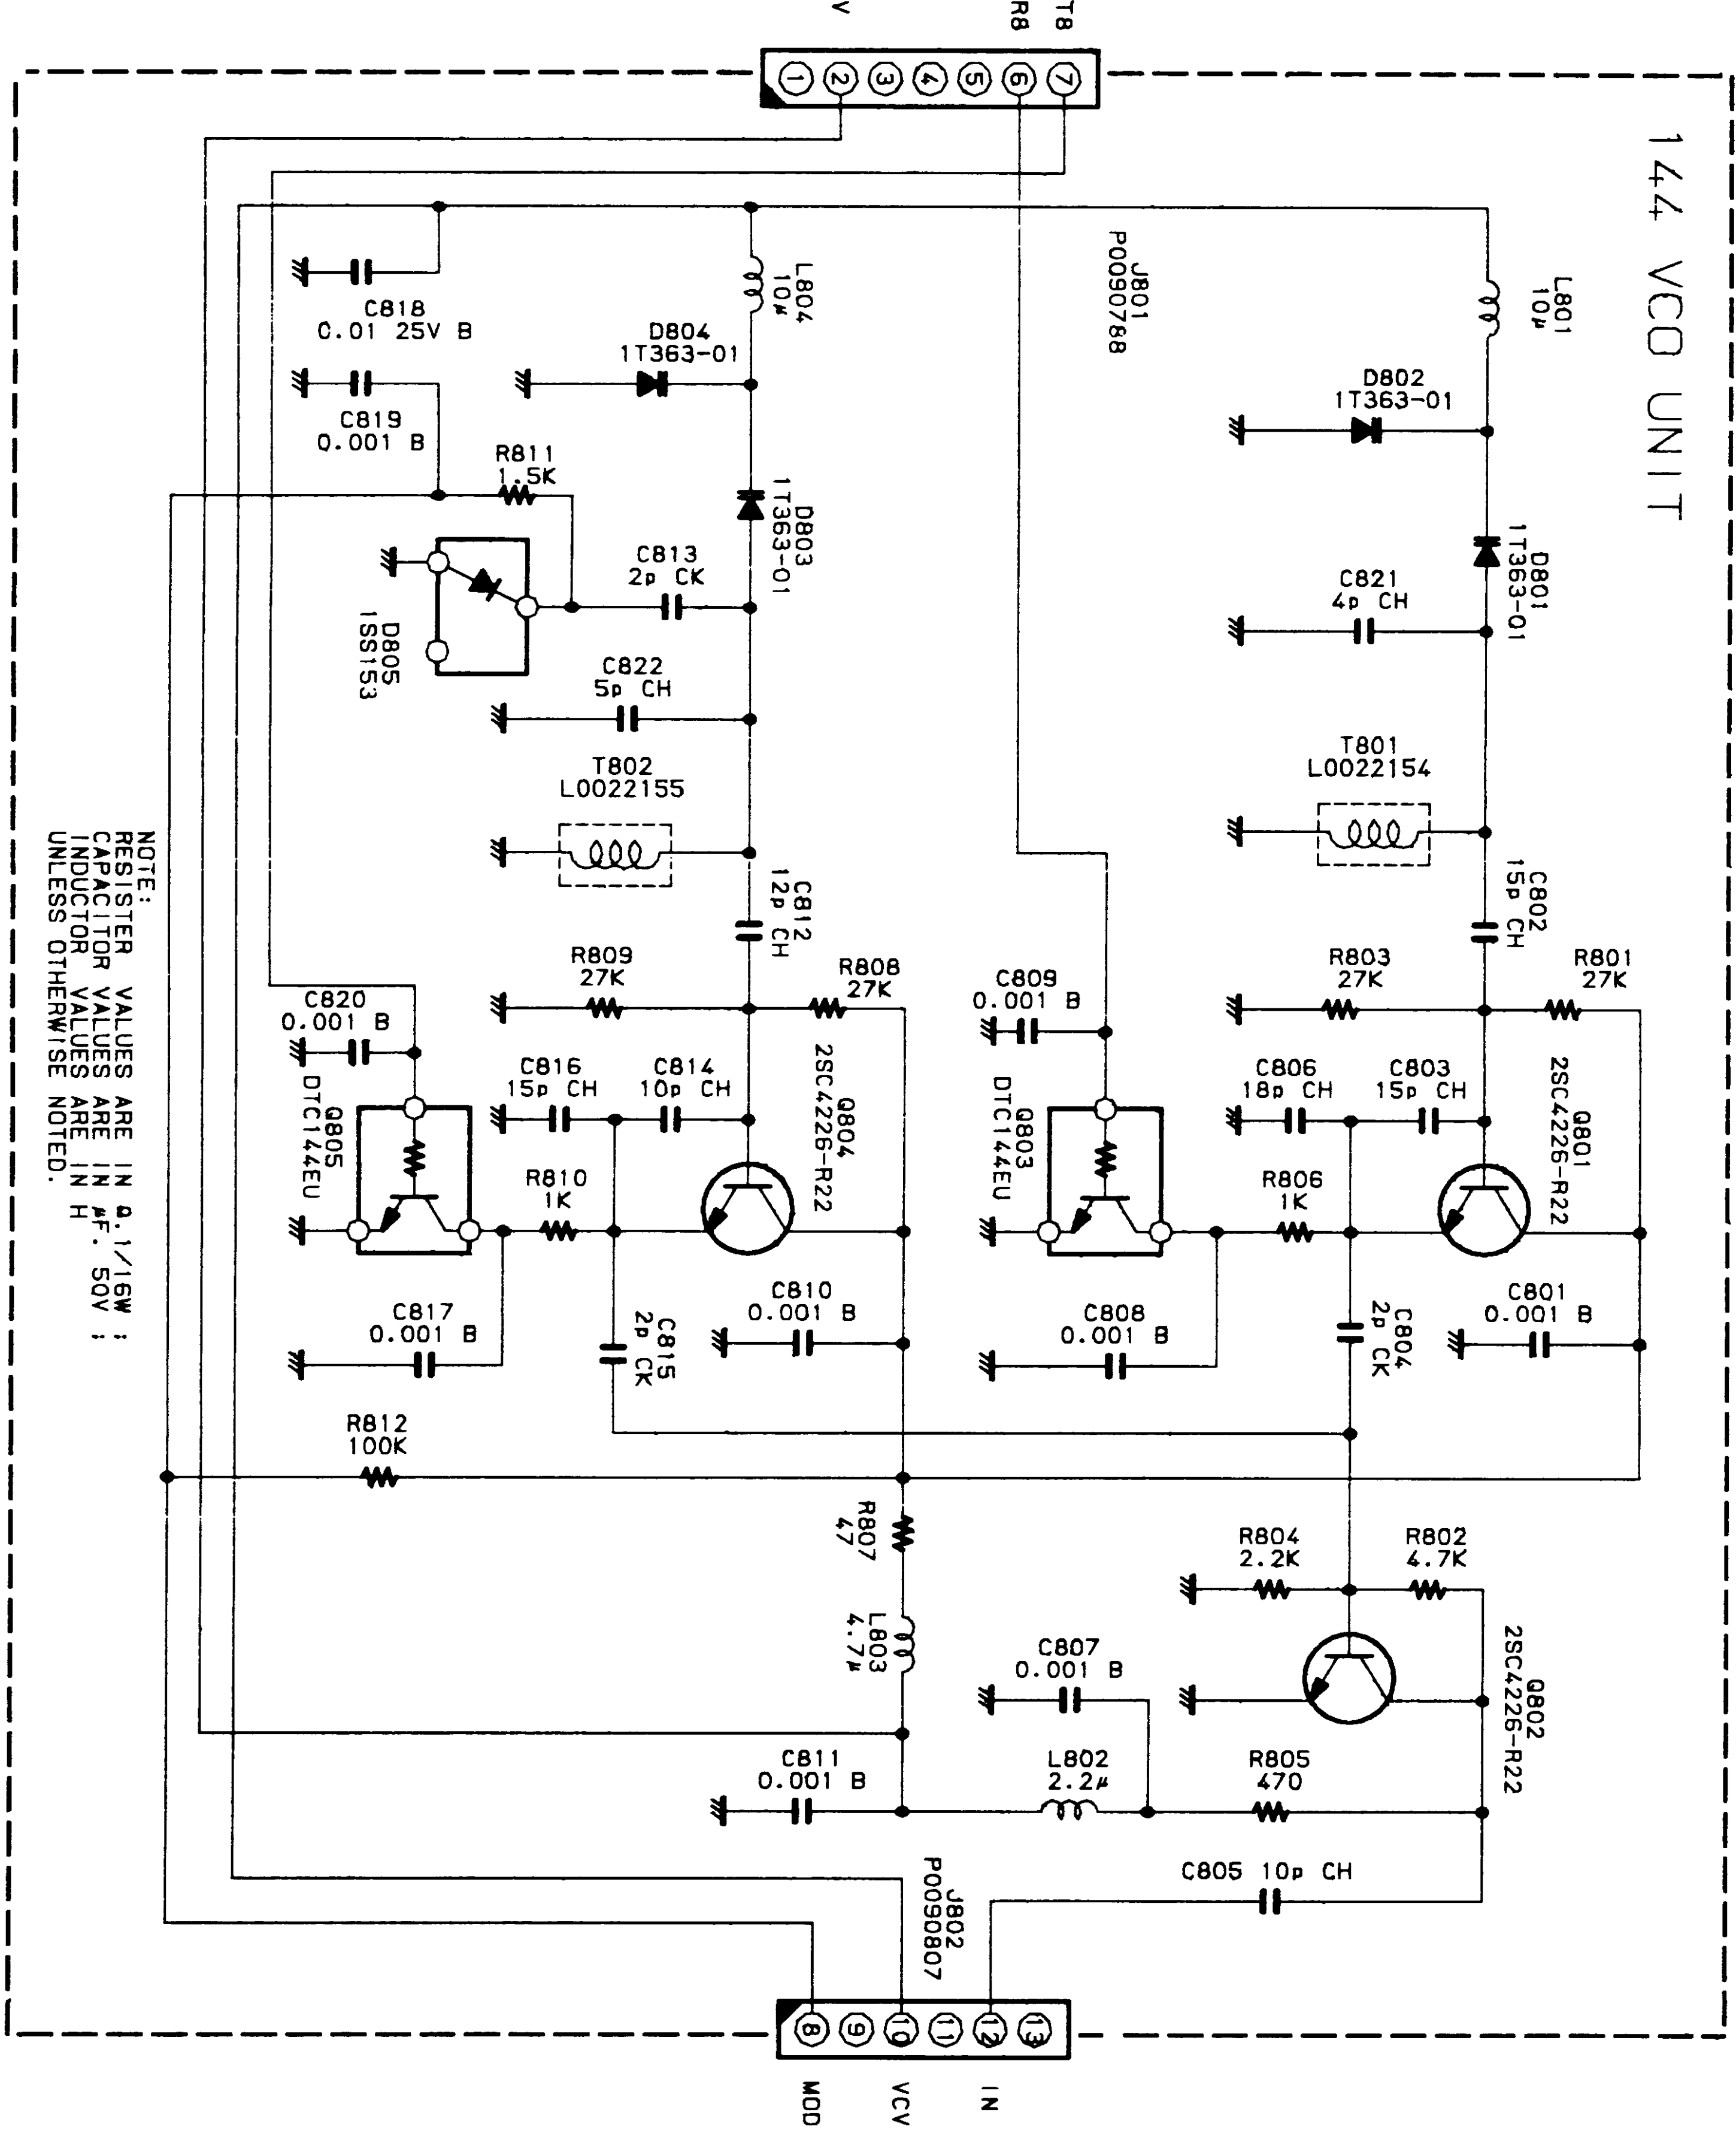 144 VCO UNIT
T8
R8
V
7
6
5
4
3
2
1
J801
P0090788
L801
10µ
D802
1T363-01
D801
1T363-01
C821
4p CH
T801
L0022154
C802
15p CH
R803
27K
R801
27K
C806
18p CH
C803
15p CH
Q801
2SC4226-R22
R806
1K
C809
0.001 B
Q803
DTC144EU
C808
0.001 B
C804
2p CK
C801
0.001 B
L804
10µ
D804
1T363-01
C818
0.01 25V B
C819
0.001 B
R811
1.5K
D803
1T363-01
C813
2p CK
D805
1SS153
C822
5p CH
T802
L0022155
C812
12p CH
R809
27K
R808
27K
C820
0.001 B
C816
15p CH
C814
10p CH
Q804
2SC4226-R22
Q805
DTC144EU
R810
1K
C817
0.001 B
C815
2p CK
C810
0.001 B
R812
100K
R807
47
L803
4.7µ
R804
2.2K
R802
4.7K
Q802
2SC4226-R22
C807
0.001 B
C811
0.001 B
L802
2.2µ
R805
470
C805 10p CH
J802
P0090807
13
12
11
10
9
8
IN
VCV
MOD
NOTE:
RESISTER VALUES ARE IN Ω.1/16W :
CAPACITOR VALUES ARE IN µF. 50V :
INDUCTOR VALUES ARE IN H
UNLESS OTHERWISE NOTED.